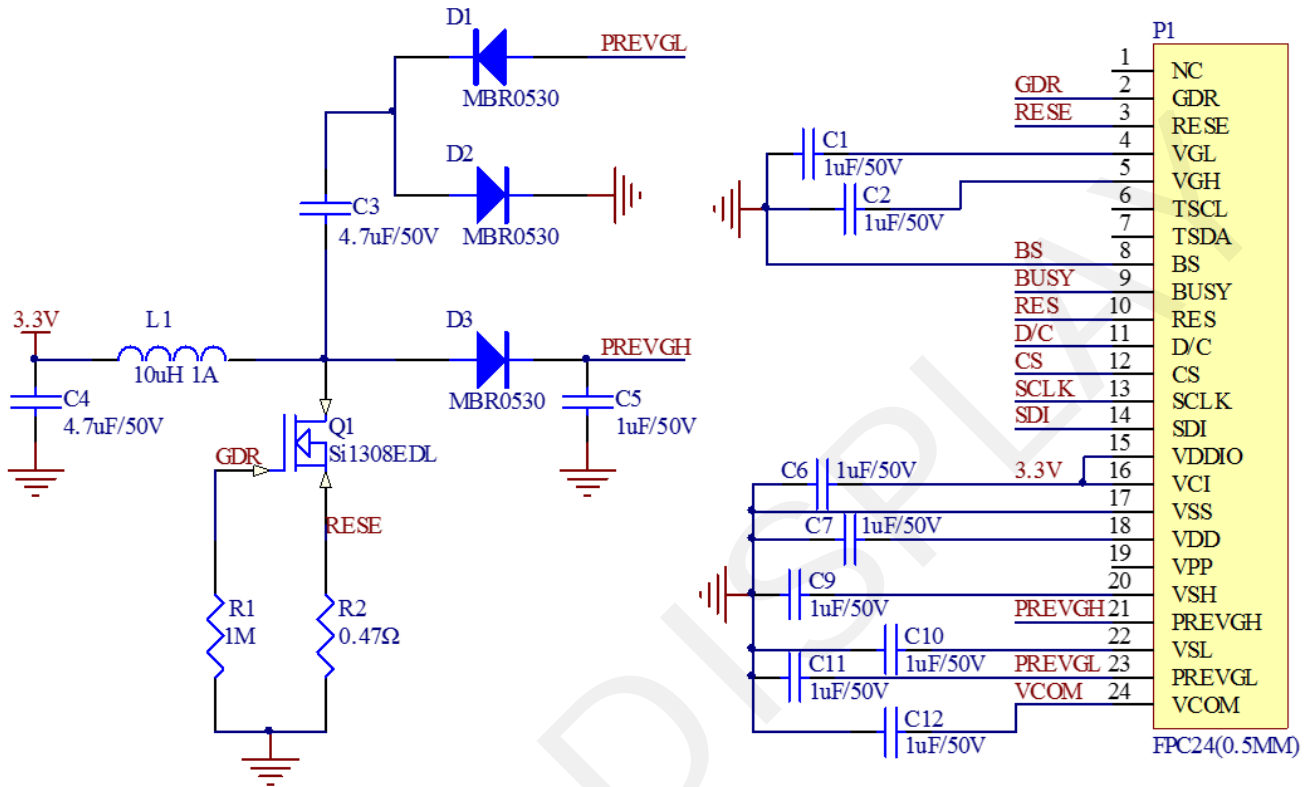 D1
PREVGL
MBR0530
D2
MBR0530
C3
4.7uF/50V
3.3V
L1
10uH 1A
D3
PREVGH
MBR0530
C4
4.7uF/50V
C5
1uF/50V
Q1
Si1308EDL
GDR
RESE
R1
1M
R2
0.47Ω
P1
1 NC
GDR 2 GDR
RESE 3 RESE
C1
1uF/50V
4 VGL
C2
1uF/50V
5 VGH
6 TSCL
7 TSDA
BS 8 BS
BUSY 9 BUSY
RES 10 RES
D/C 11 D/C
CS 12 CS
SCLK 13 SCLK
SDI 14 SDI
15 VDDIO
C6 1uF/50V 3.3V 16 VCI
17 VSS
C7 1uF/50V 18 VDD
19 VPP
C9
1uF/50V
20 VSH
PREVGH 21 PREVGH
C10
1uF/50V
22 VSL
C11
1uF/50V
PREVGL 23 PREVGL
VCOM 24 VCOM
C12
1uF/50V
FPC24(0.5MM)
DISPLAY